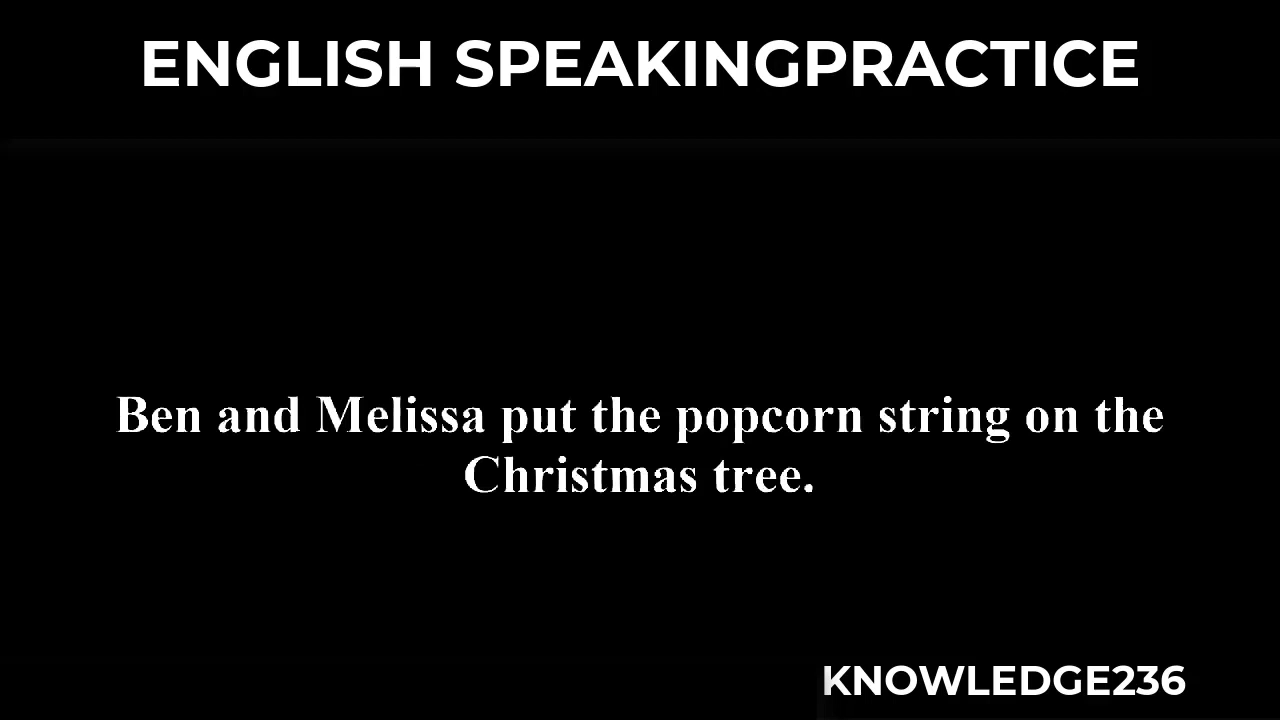 ENGLISH SPEAKINGPRACTICE
Ben and Melissa put the popcorn string on the
Christmas tree.
KNOWLEDGE236